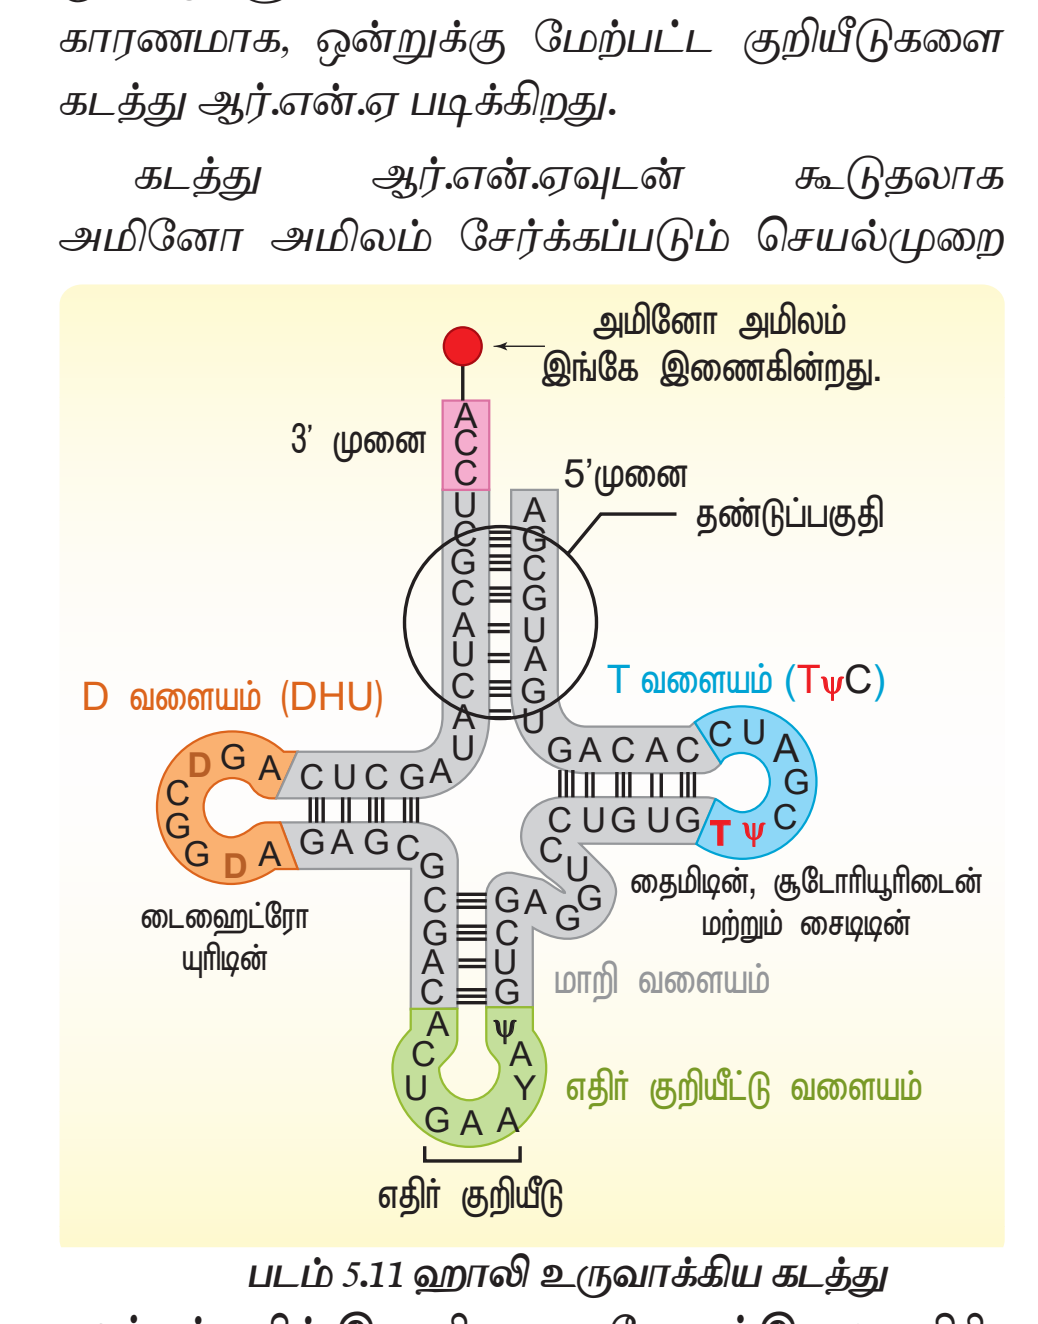 காரணமாக, ஒன்றுக்கு மேற்பட்ட குறியீடுகளை
கடத்து ஆர்.என்.ஏ படிக்கிறது.
கடத்து ஆர்.என்.ஏவுடன் கூடுதலாக
அமினோ அமிலம் சேர்க்கப்படும் செயல்முறை
அமினோ அமிலம்
இங்கே இணைகின்றது.
3' முனை
A
C
C
5'முனை
தண்டுப்பகுதி
U
C
G
C
A
U
C
A
U
A
G
C
G
U
A
G
U
D வளையம் (DHU)
T வளையம் (TψC)
D G A C U C G A
C
G
G D A G A G C
G A C A C C U A
G
C
C U G U G T ψ
டைஹைட்ரோ
யுரிடின்
தைமிடின், சூடோரியூரிடைன்
மற்றும் சைடிடின்
C
U
G
G
G A
C
U
G
G
C
G
A
C
மாறி வளையம்
A
C
U
G A A
Y
A
ψ
எதிர் குறியீட்டு வளையம்
எதிர் குறியீடு
படம் 5.11 ஹாலி உருவாக்கிய கடத்து